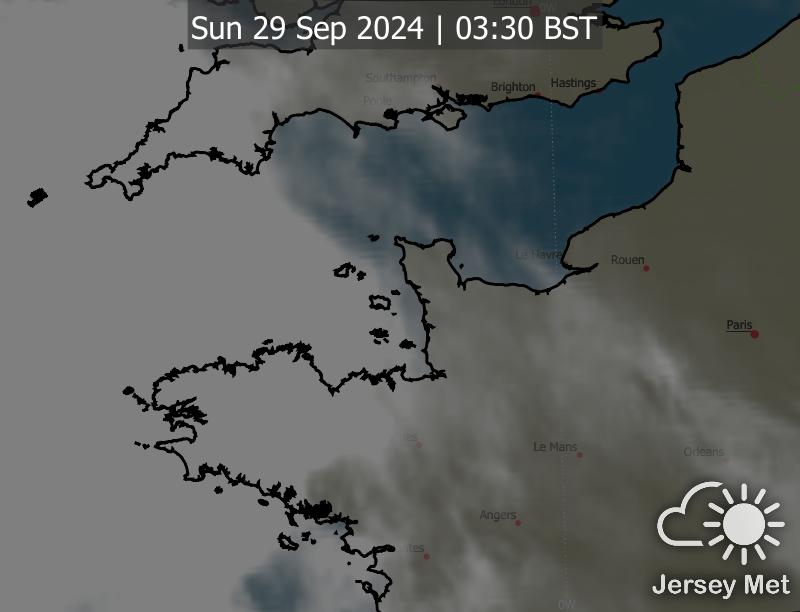 London
0W
Sun 29 Sep 2024 | 03:30 BST
Southampton
Brighton
Hastings
Poole
Le Havre
Rouen
Paris
Le Mans
Orleans
Angers
0W
Jersey Met